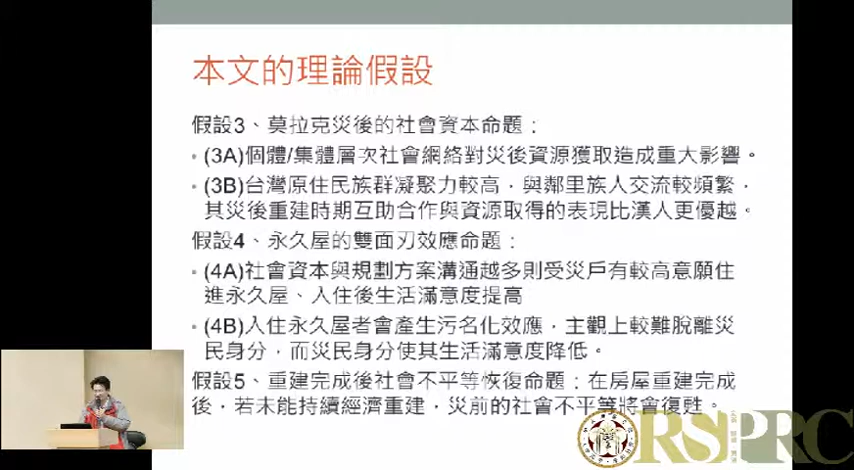 本文的理論假設
假設3、莫拉克災後的社會資本命題：
(3A)個體/集體層次社會網絡對災後資源獲取造成重大影響。
(3B)台灣原住民族群凝聚力較高，與鄰里族人交流較頻繁，
其災後重建時期互助合作與資源取得的表現比漢人更優越。
假設4、永久屋的雙面刃效應命題：
(4A)社會資本與規劃方案溝通越多則受災戶有較高意願住
進永久屋、入住後生活滿意度提高
(4B)入住永久屋者會產生污名化效應，主觀上較難脫離災
民身分，而災民身分使其生活滿意度降低。
假設5、重建完成後社會不平等恢復命題：在房屋重建完成
後，若未能持續經濟重建，災前的社會不平等將會復甦。
RSPRC